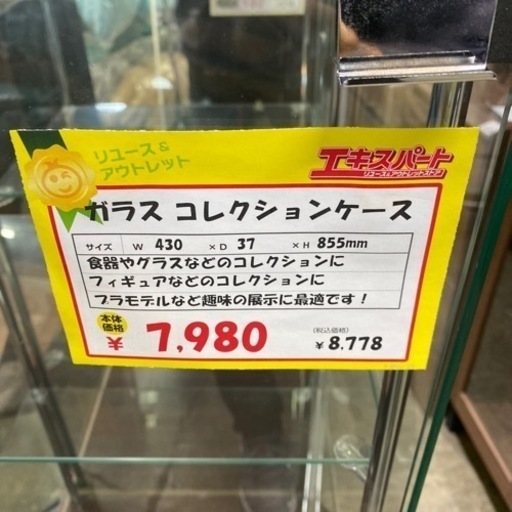 リユース&
アウトレット
エキスパート
リユース&アウトレットストア
ガラス コレクションケース
サイズ W 430 ×D 37 ×H 855mm
食器やグラスなどのコレクションに
フィギュアなどのコレクションに
プラモデルなど趣味の展示に最適です!
本体
価格
¥ 7,980
(税込価格)
¥8,778